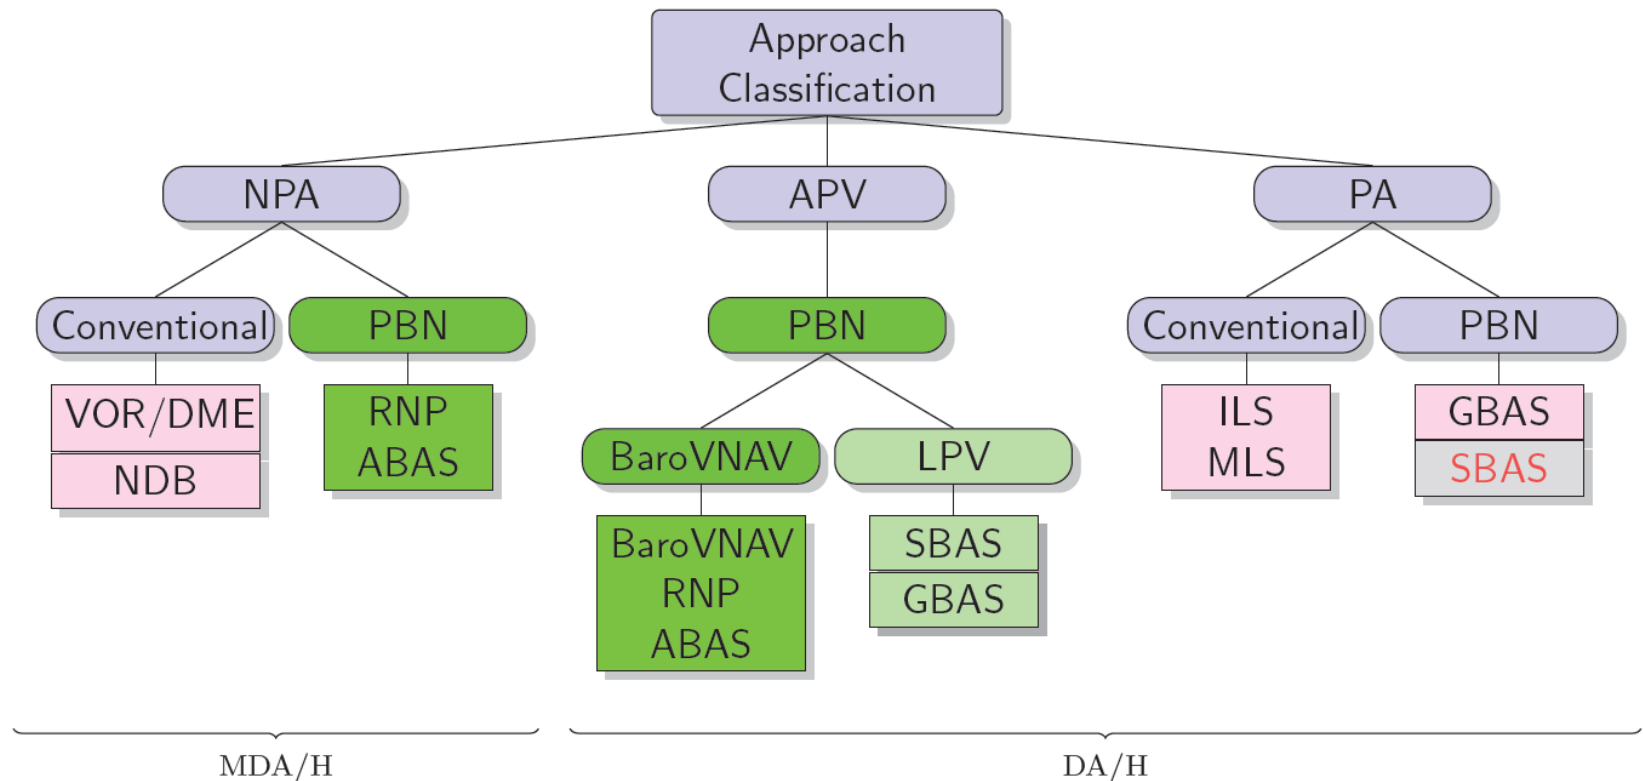 Approach
Classification
NPA
APV
PA
Conventional
PBN
PBN
Conventional
PBN
VOR/DME
NDB
RNP
ABAS
BaroVNAV
LPV
ILS
MLS
GBAS
SBAS
BaroVNAV
RNP
ABAS
SBAS
GBAS
MDA/H
DA/H